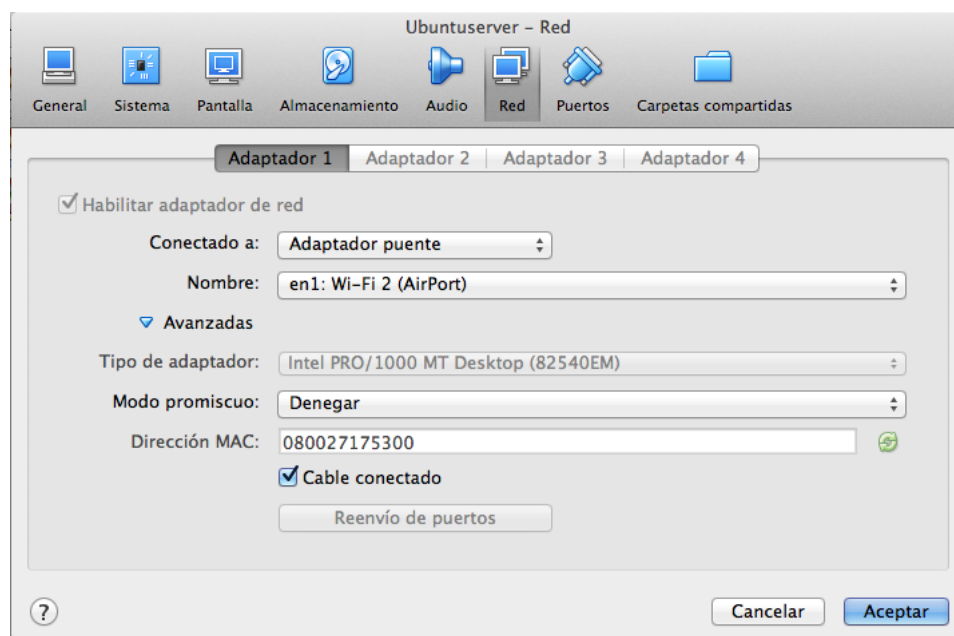 Ubuntuserver – Red
General Sistema Pantalla Almacenamiento Audio Red Puertos Carpetas compartidas
Adaptador 1 Adaptador 2 Adaptador 3 Adaptador 4
Habilitar adaptador de red
Conectado a: Adaptador puente
Nombre: en1: Wi-Fi 2 (AirPort)
Avanzadas
Tipo de adaptador: Intel PRO/1000 MT Desktop (82540EM)
Modo promiscuo: Denegar
Dirección MAC: 080027175300
Cable conectado
Reenvío de puertos
? Cancelar Aceptar